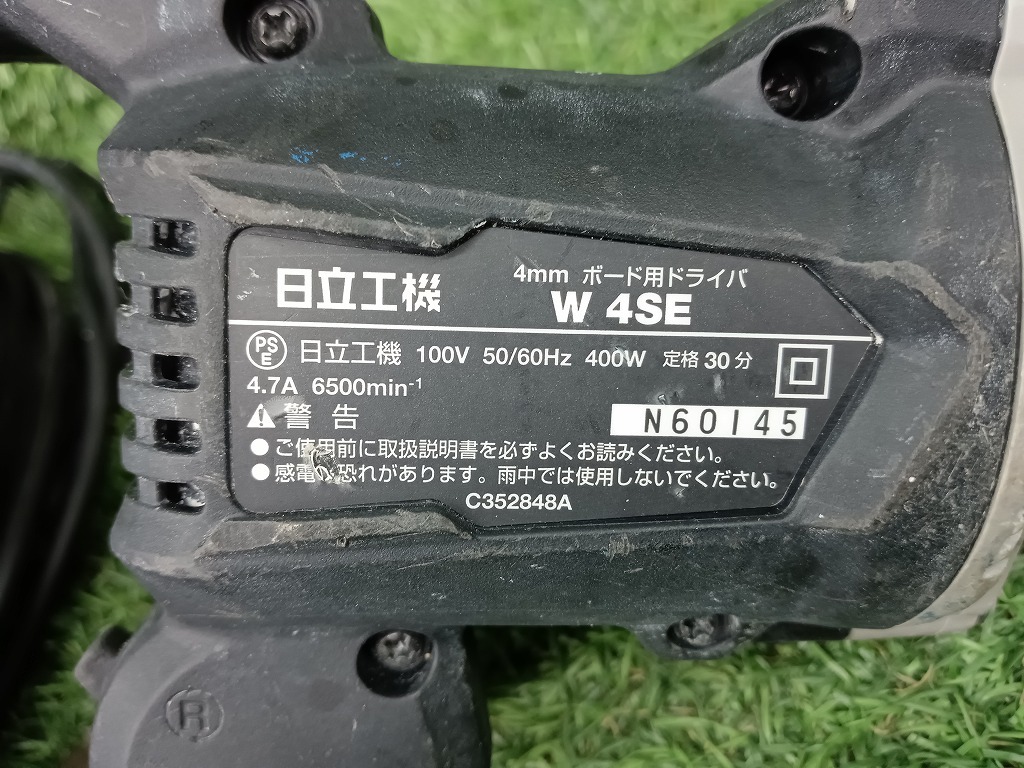 日立工機 4mm ボード用ドライバ
W 4SE
PSE 日立工機 100V 50/60Hz 400W 定格 30分
4.7A 6500min⁻¹
警告
N60145
●ご使用前に取扱説明書を必ずよくお読みください。
●感電の恐れがあります。雨中では使用しないでください。
C352848A
R